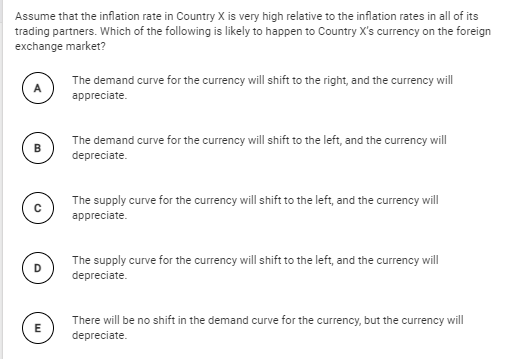 Assume that the inflation rate in Country X is very high relative to the inflation rates in all of its
trading partners. Which of the following is likely to happen to Country X's currency on the foreign
exchange market?
A
The demand curve for the currency will shift to the right, and the currency will
appreciate.
B
The demand curve for the currency will shift to the left, and the currency will
depreciate.
C
The supply curve for the currency will shift to the left, and the currency will
appreciate.
D
The supply curve for the currency will shift to the left, and the currency will
depreciate.
E
There will be no shift in the demand curve for the currency, but the currency will
depreciate.